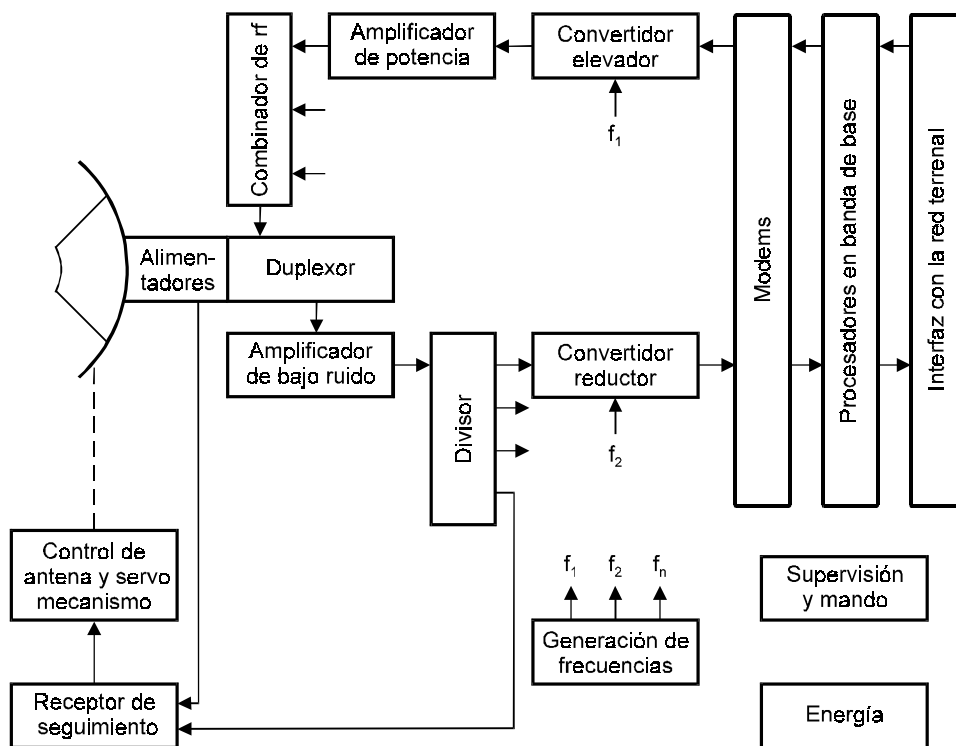 Combinador de rf
Amplificador
de potencia
Convertidor
elevador
f1
Modems
Procesadores en banda de base
Interfaz con la red terrenal
Alimen-
tadores
Duplexor
Amplificador
de bajo ruido
Divisor
Convertidor
reductor
f2
Control de
antena y servo
mecanismo
f1 f2 fn
Generación de
frecuencias
Supervisión
y mando
Receptor de
seguimiento
Energía